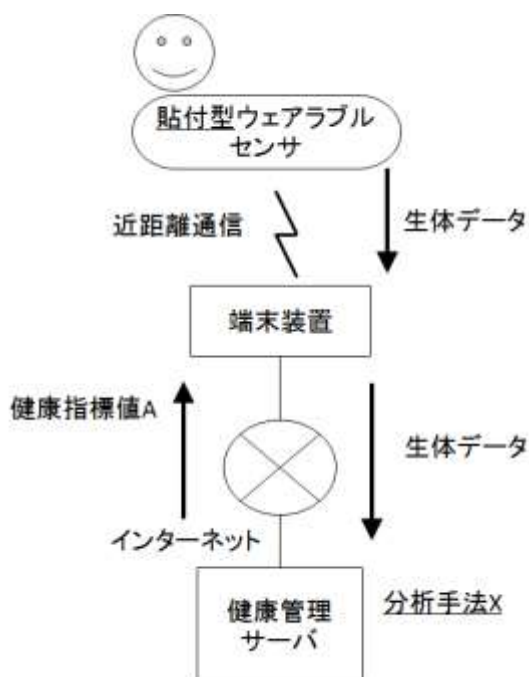 貼付型ウェアラブル
センサ
近距離通信
生体データ
端末装置
健康指標値A
生体データ
インターネット
健康管理
サーバ
分析手法X